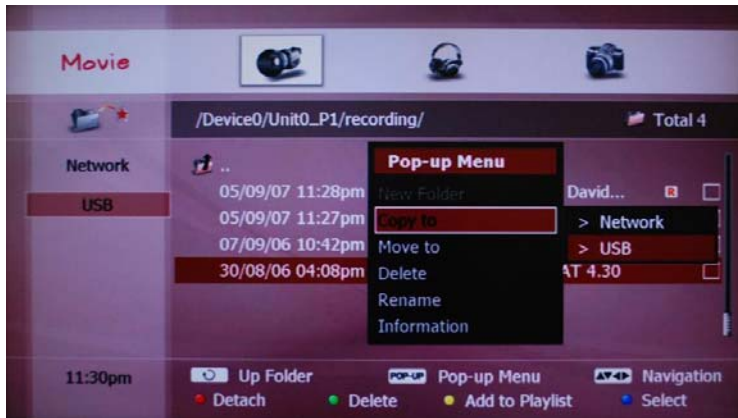 Movie
/Device0/Unit0_P1/recording/ Total 4
Network
USB
..
05/09/07 11:28pm David... R
05/09/07 11:27pm
07/09/06 10:42pm
30/08/06 04:08pm AT 4.30
Pop-up Menu
New Folder
Copy to
Move to
Delete
Rename
Information
> Network
> USB
11:30pm
Up Folder POP-UP Pop-up Menu Navigation
Detach Delete Add to Playlist Select